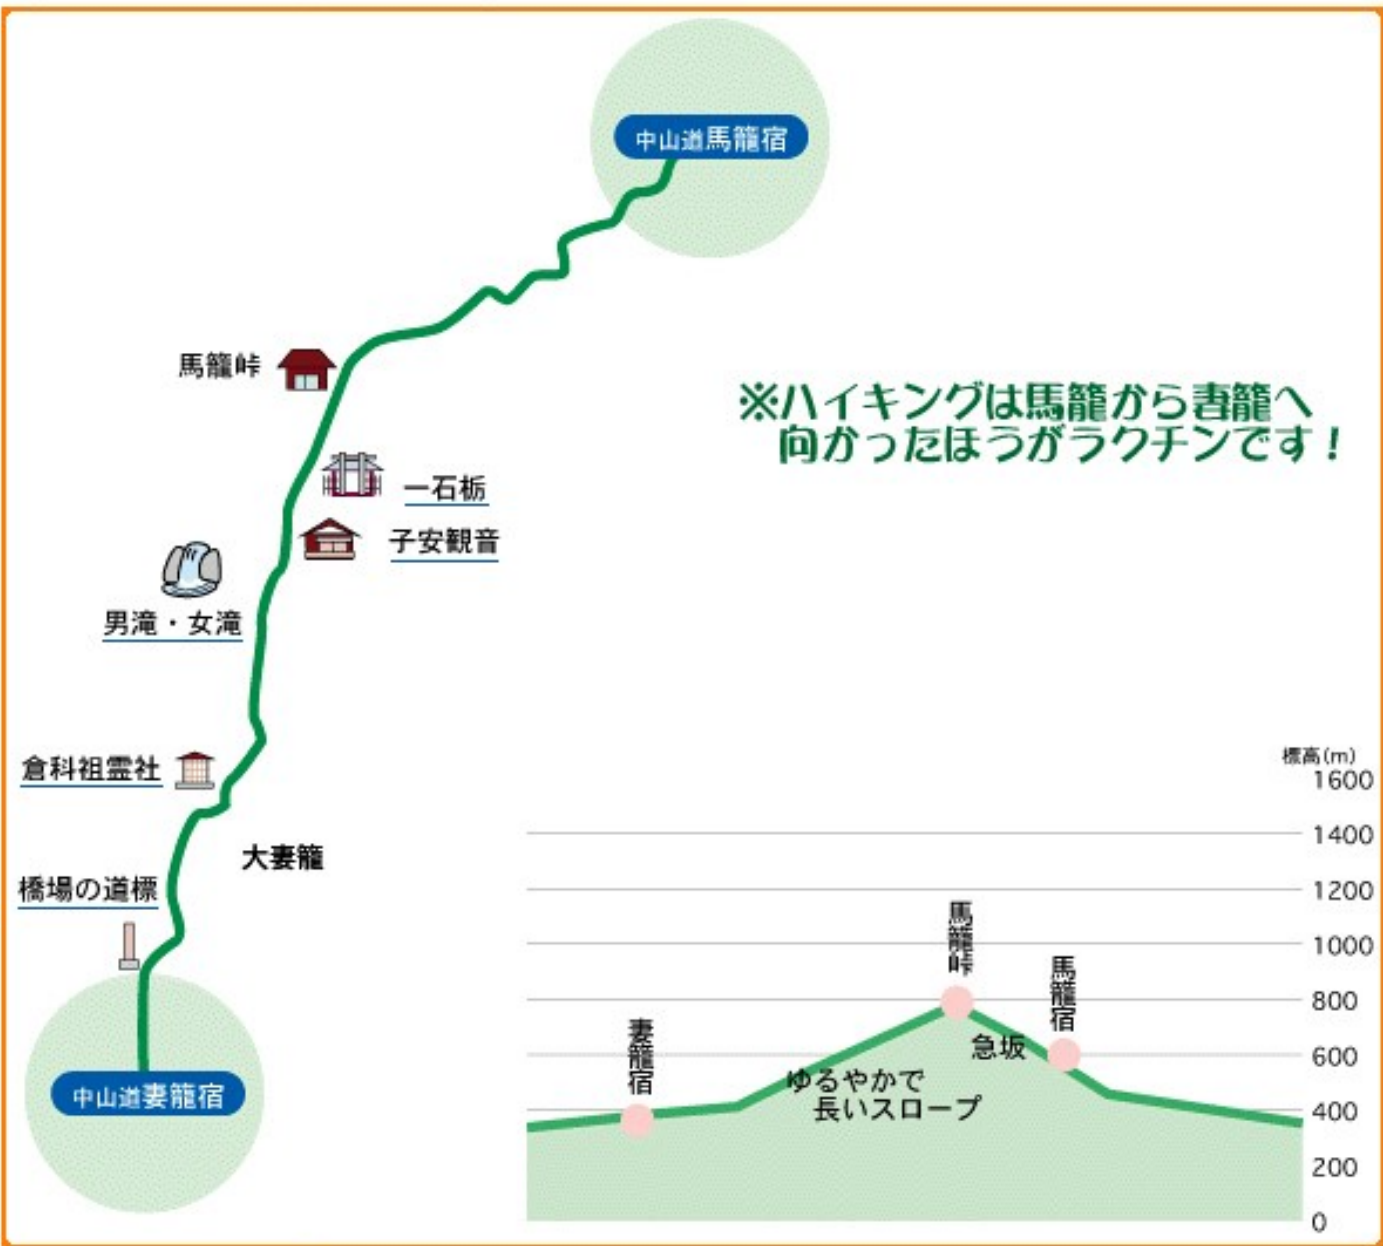 中山道馬籠宿
馬籠峠
※ハイキングは馬籠から妻籠へ
向かったほうがラクチンです！
一石栃
子安観音
男滝・女滝
倉科祖霊社
大妻籠
橋場の道標
中山道妻籠宿
標高(m)
1600
1400
1200
1000
800
600
400
200
0
馬籠峠
馬籠宿
妻籠宿
急坂
ゆるやかで
長いスロープ